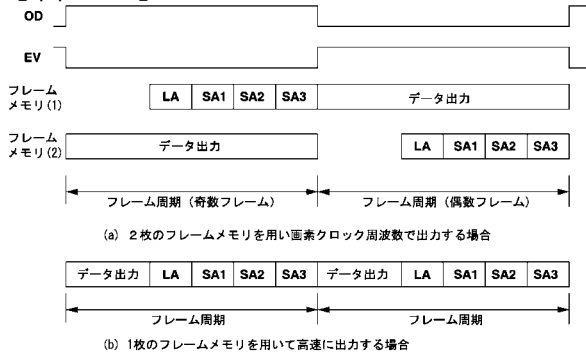 OD
EV
フレーム
メモリ(1)
LA SA1 SA2 SA3 データ出力
フレーム
メモリ(2)
データ出力 LA SA1 SA2 SA3
フレーム周期（奇数フレーム） フレーム周期（偶数フレーム）
(a) 2枚のフレームメモリを用い画素クロック周波数で出力する場合
データ出力 LA SA1 SA2 SA3 データ出力 LA SA1 SA2 SA3
フレーム周期 フレーム周期
(b) 1枚のフレームメモリを用いて高速に出力する場合